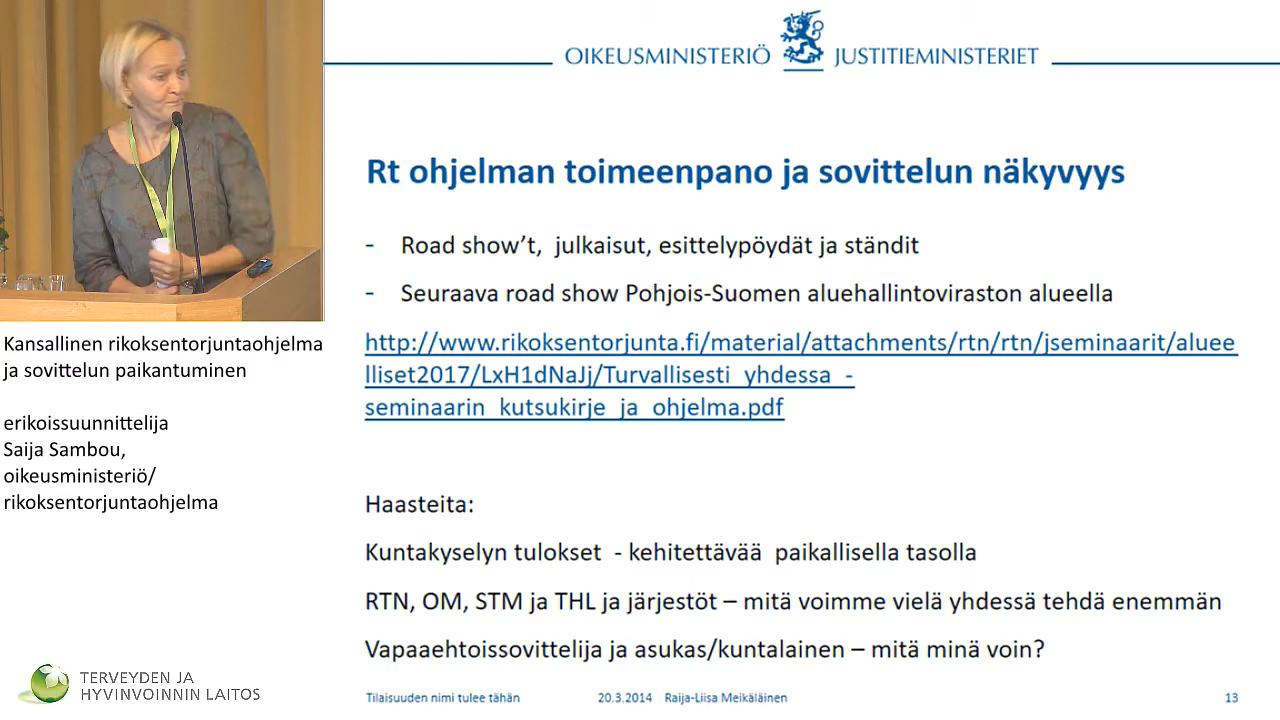 OIKEUSMINISTERIÖ JUSTITIEMINISTERIET
Rt ohjelman toimeenpano ja sovittelun näkyvyys
- Road show't, julkaisut, esittelypöydät ja ständit
- Seuraava road show Pohjois-Suomen aluehallintoviraston alueella
http://www.rikoksentorjunta.fi/material/attachments/rtn/rtn/jseminaarit/aluee
lliset2017/LxH1dNaJj/Turvallisesti_yhdessa_-
seminaarin_kutsukirje_ja_ohjelma.pdf
Haasteita:
Kuntakyselyn tulokset - kehitettävää paikallisella tasolla
RTN, OM, STM ja THL ja järjestöt – mitä voimme vielä yhdessä tehdä enemmän
Vapaaehtoissovittelija ja asukas/kuntalainen – mitä minä voin?
Tilaisuuden nimi tulee tähän 20.3.2014 Raija-Liisa Meikäläinen 13
Kansallinen rikoksentorjuntaohjelma
ja sovittelun paikantuminen
erikoissuunnittelija
Saija Sambou,
oikeusministeriö/
rikoksentorjuntaohjelma
TERVEYDEN JA
HYVINVOINNIN LAITOS